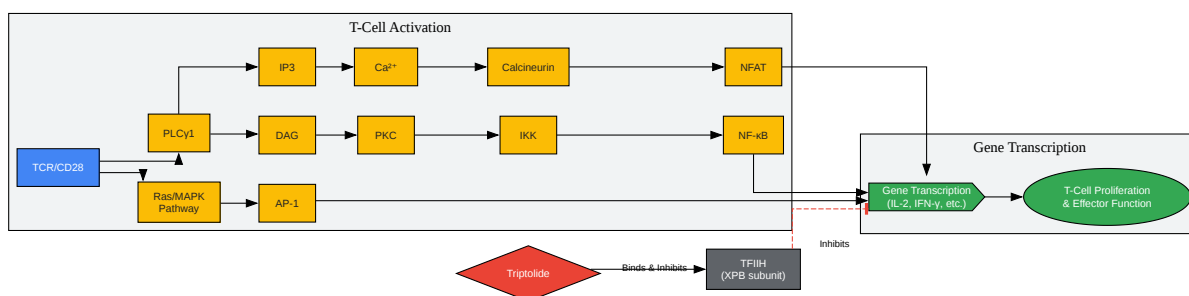 T-Cell Activation
IP3
Ca²⁺
Calcineurin
NFAT
PLCγ1
DAG
PKC
IKK
NF-κB
TCR/CD28
Ras/MAPK
Pathway
AP-1
Gene Transcription
Gene Transcription
(IL-2, IFN-γ, etc.)
T-Cell Proliferation
& Effector Function
Inhibits
Triptolide
Binds & Inhibits
TFIIH
(XPB subunit)